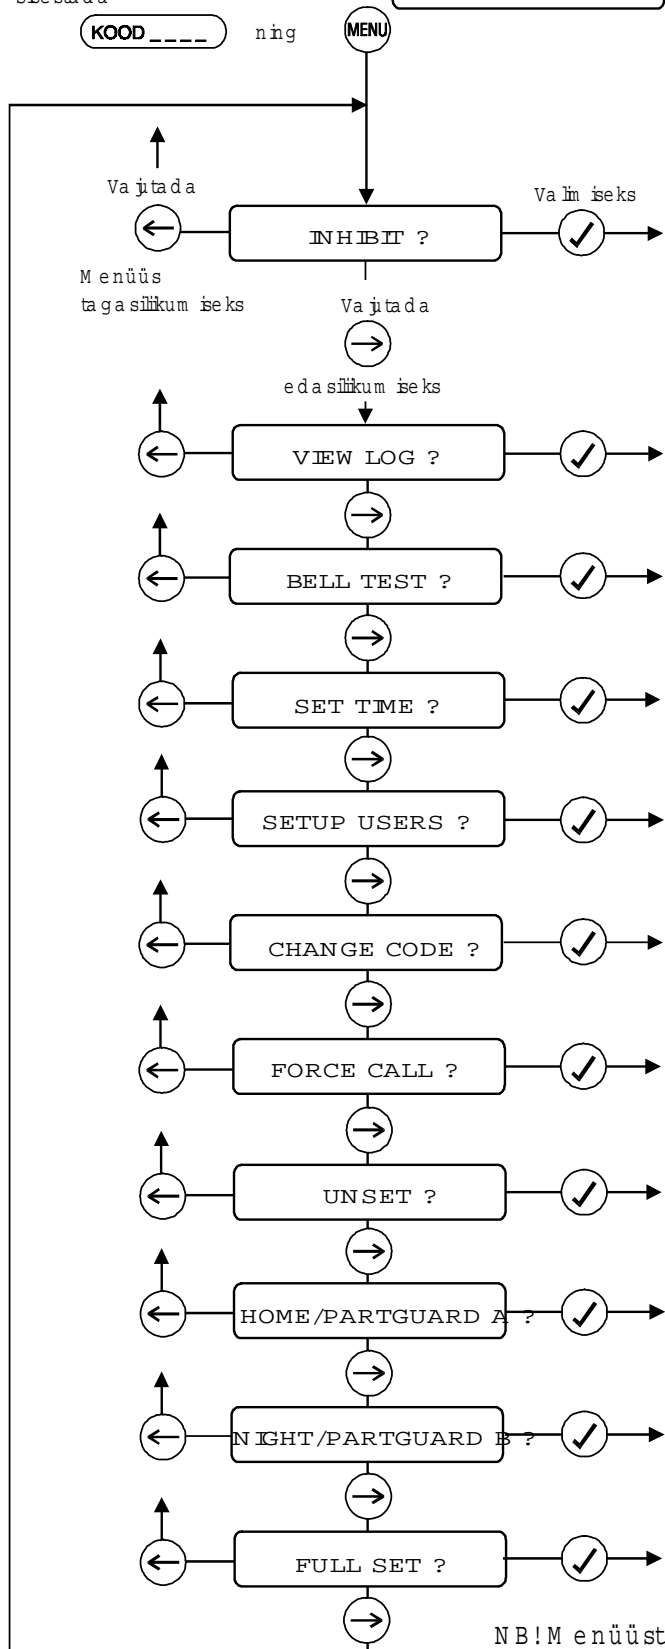 KOOD _ _ _ _ ning MENU
Vajutada
Valimiseks
INHIBIT ?
Menüüs
tagasiliikumiseks
Vajutada
edasiliikumiseks
VIEW LOG ?
BELL TEST ?
SET TIME ?
SETUP USERS ?
CHANGE CODE ?
FORCE CALL ?
UNSET ?
HOME/PARTGUARD A ?
NIGHT/PARTGUARD B ?
FULL SET ?
NB! Menüüst